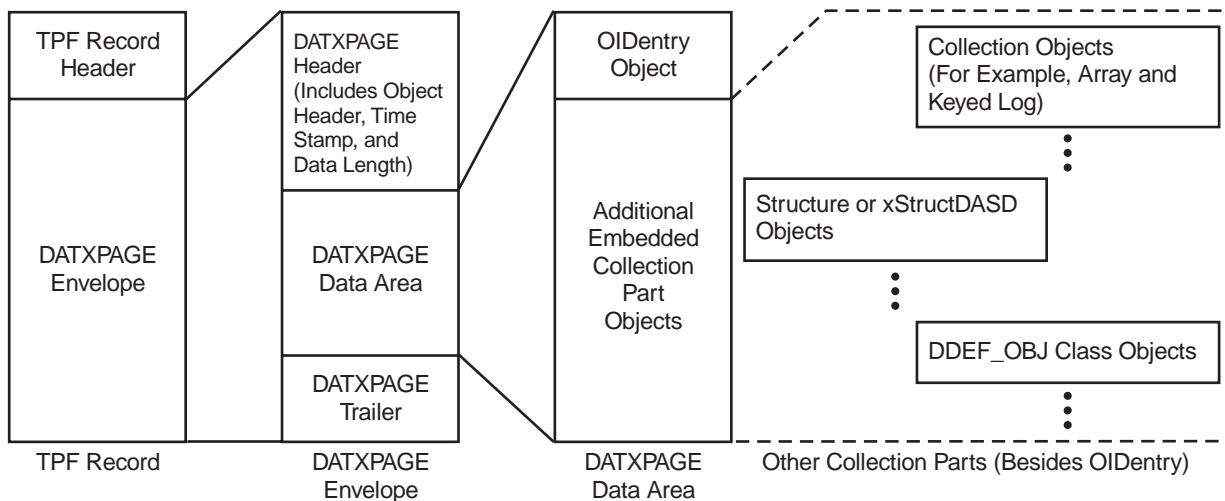 TPF Record
Header
DATXPAGE
Envelope
TPF Record
DATXPAGE
Header
(Includes Object
Header, Time
Stamp, and
Data Length)
DATXPAGE
Data Area
DATXPAGE
Trailer
DATXPAGE
Envelope
OIDentry
Object
Additional
Embedded
Collection
Part
Objects
DATXPAGE
Data Area
Collection Objects
(For Example, Array and
Keyed Log)
Structure or xStructDASD
Objects
DDEF_OBJ Class Objects
Other Collection Parts (Besides OIDentry)